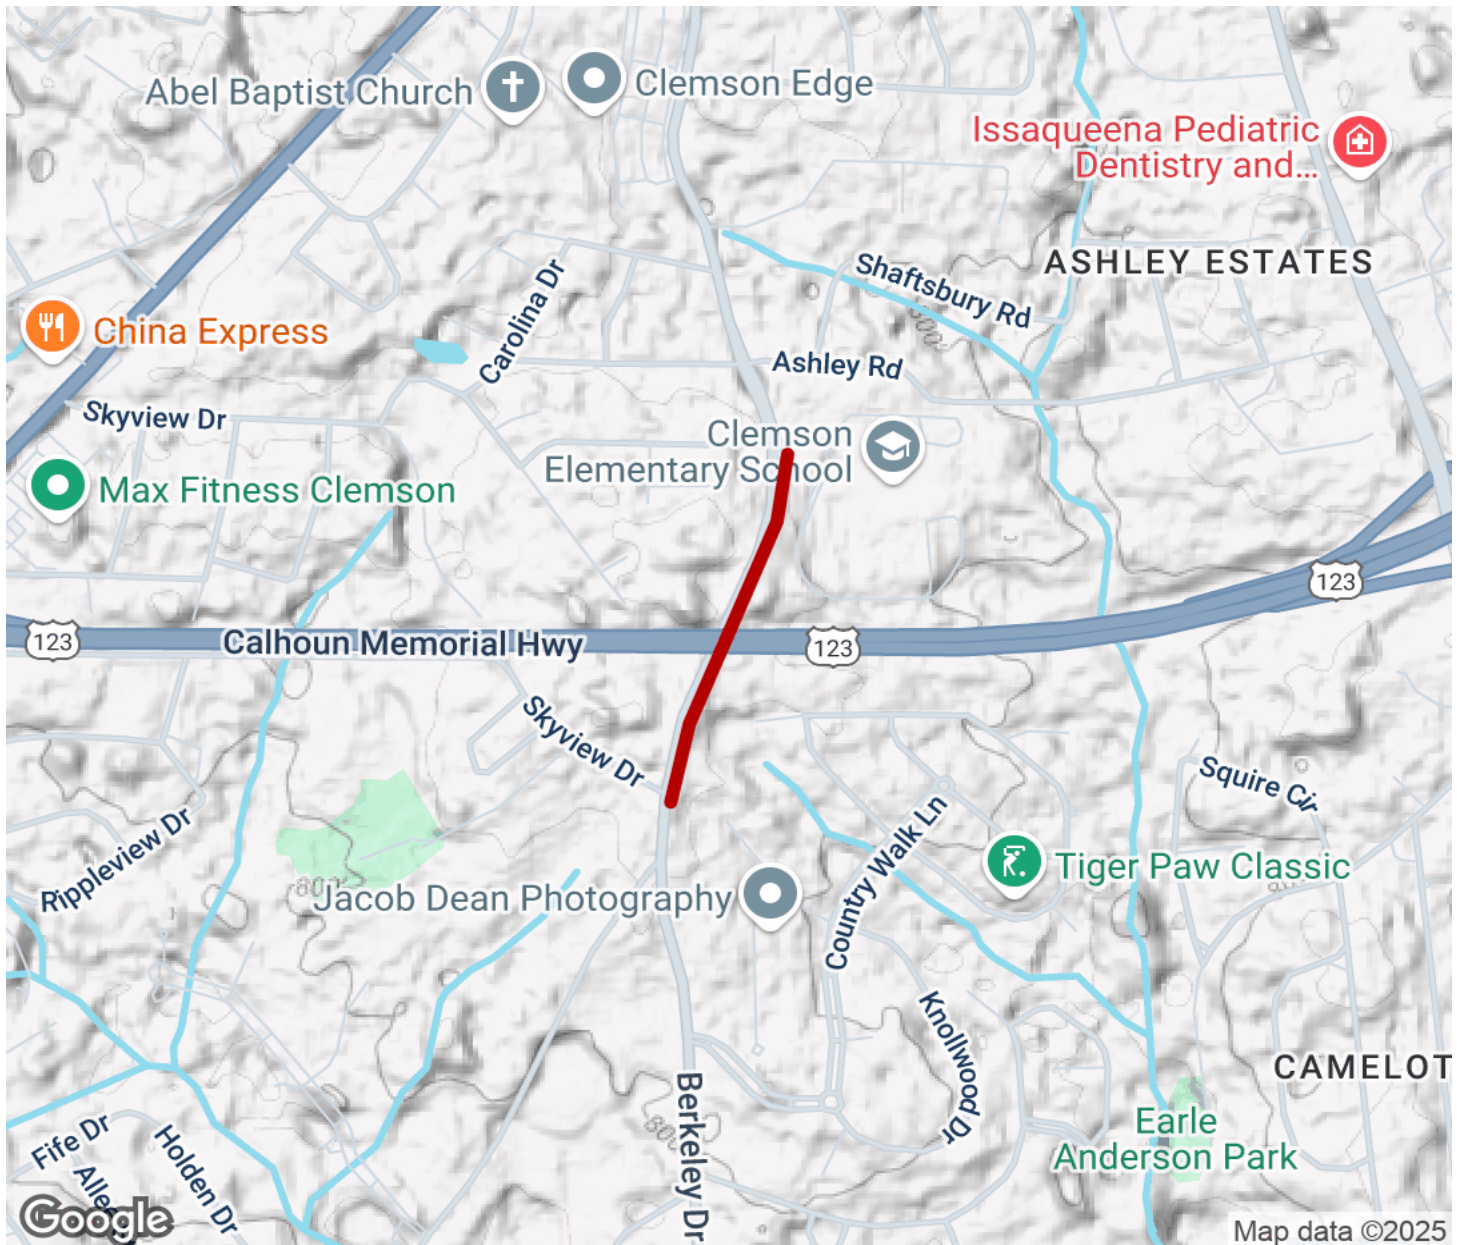 Abel Baptist Church
Clemson Edge
Issaqueena Pediatric
Dentistry and...
ASHLEY ESTATES
Shaftsbury Rd
Carolina Dr
China Express
Ashley Rd
Skyview Dr
Clemson
Elementary School
Max Fitness Clemson
123
Calhoun Memorial Hwy
123
123
Skyview Dr
Squire Cir
Rippleview Dr
Country Walk Ln
Tiger Paw Classic
Jacob Dean Photography
Knollwood Dr
CAMELOT
Berkeley Dr
Earle
Anderson Park
Fife Dr
Holden Dr
Google
Map data ©2025